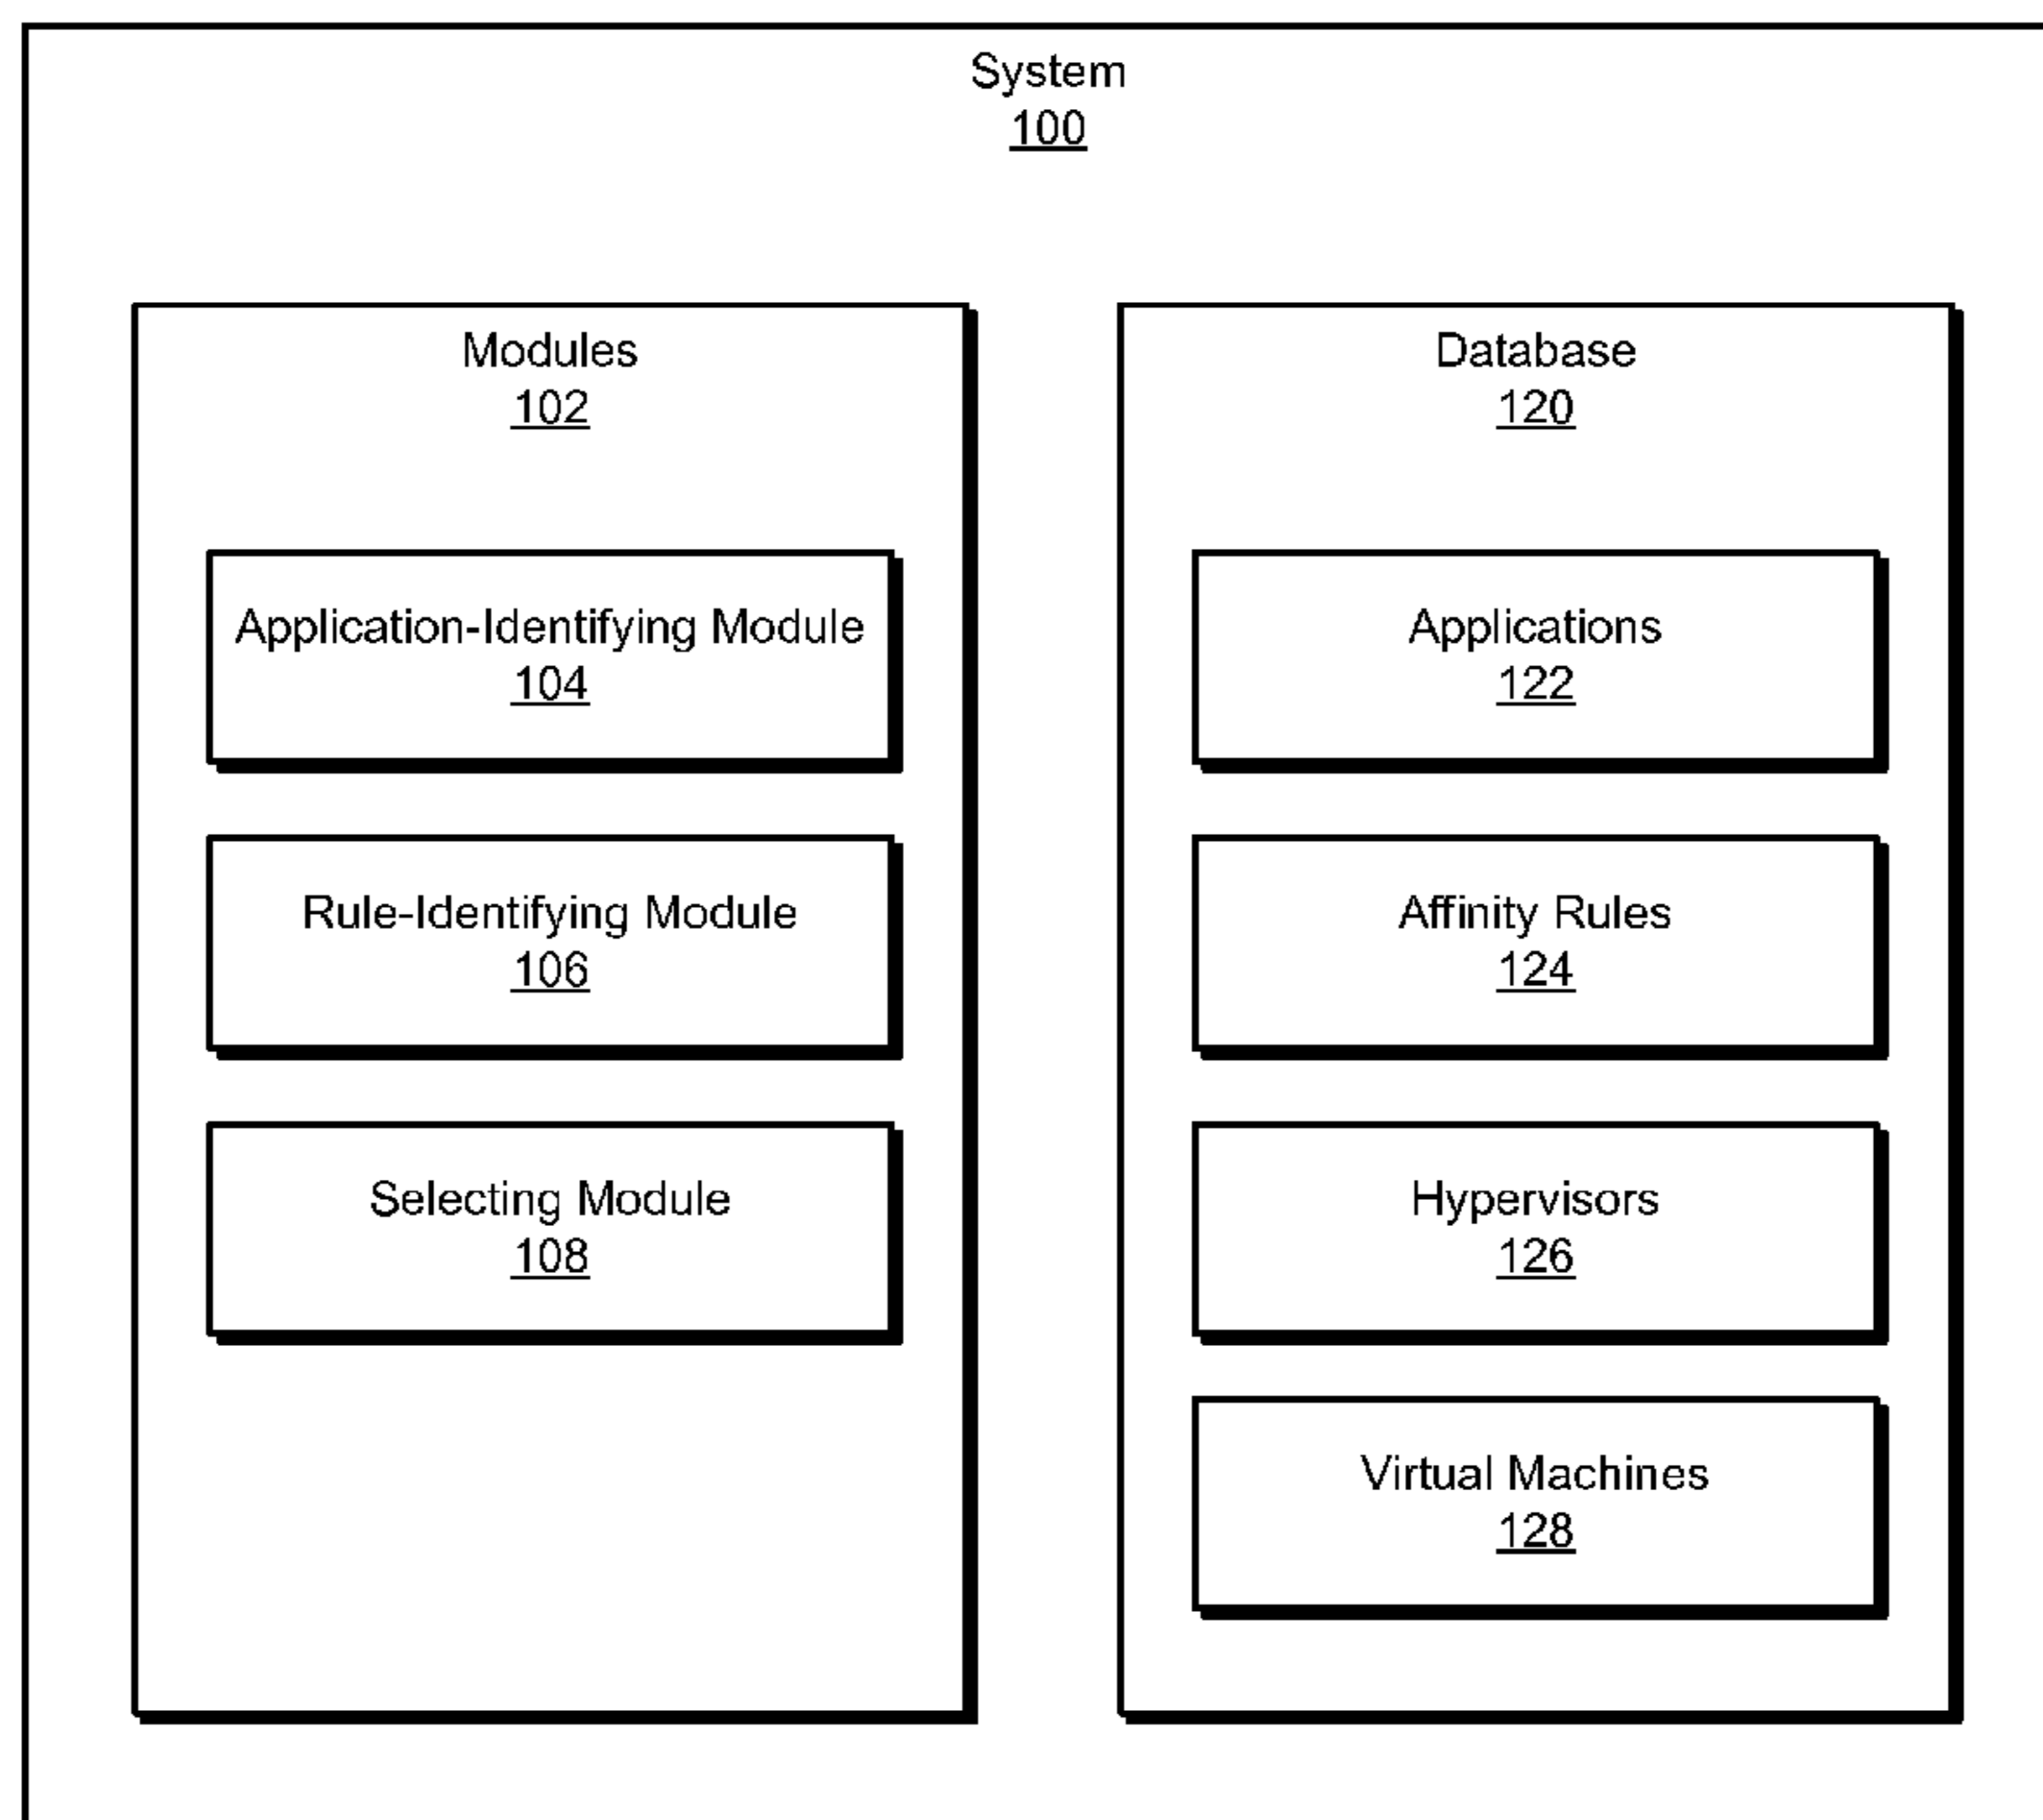 System
100
Modules
102
Application-Identifying Module
104
Rule-Identifying Module
106
Selecting Module
108
Database
120
Applications
122
Affinity Rules
124
Hypervisors
126
Virtual Machines
128